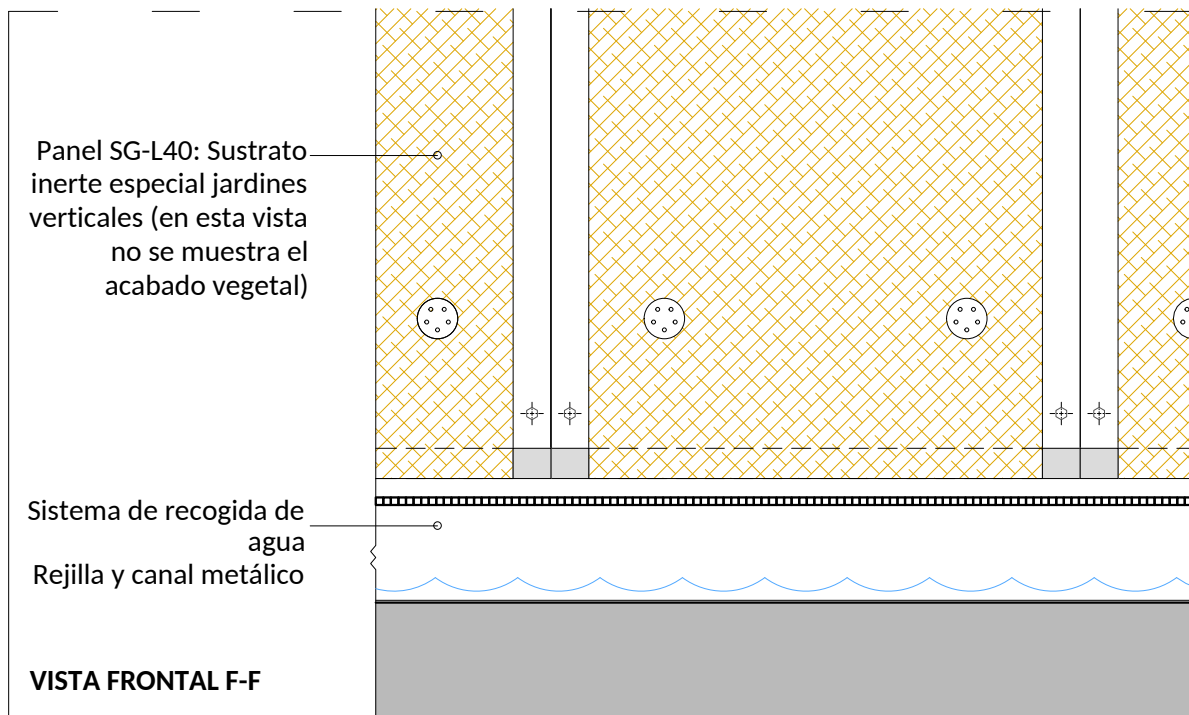 Panel SG-L40: Sustrato
inerte especial jardines
verticales (en esta vista
no se muestra el
acabado vegetal)
Sistema de recogida de
agua
Rejilla y canal metálico
VISTA FRONTAL F-F